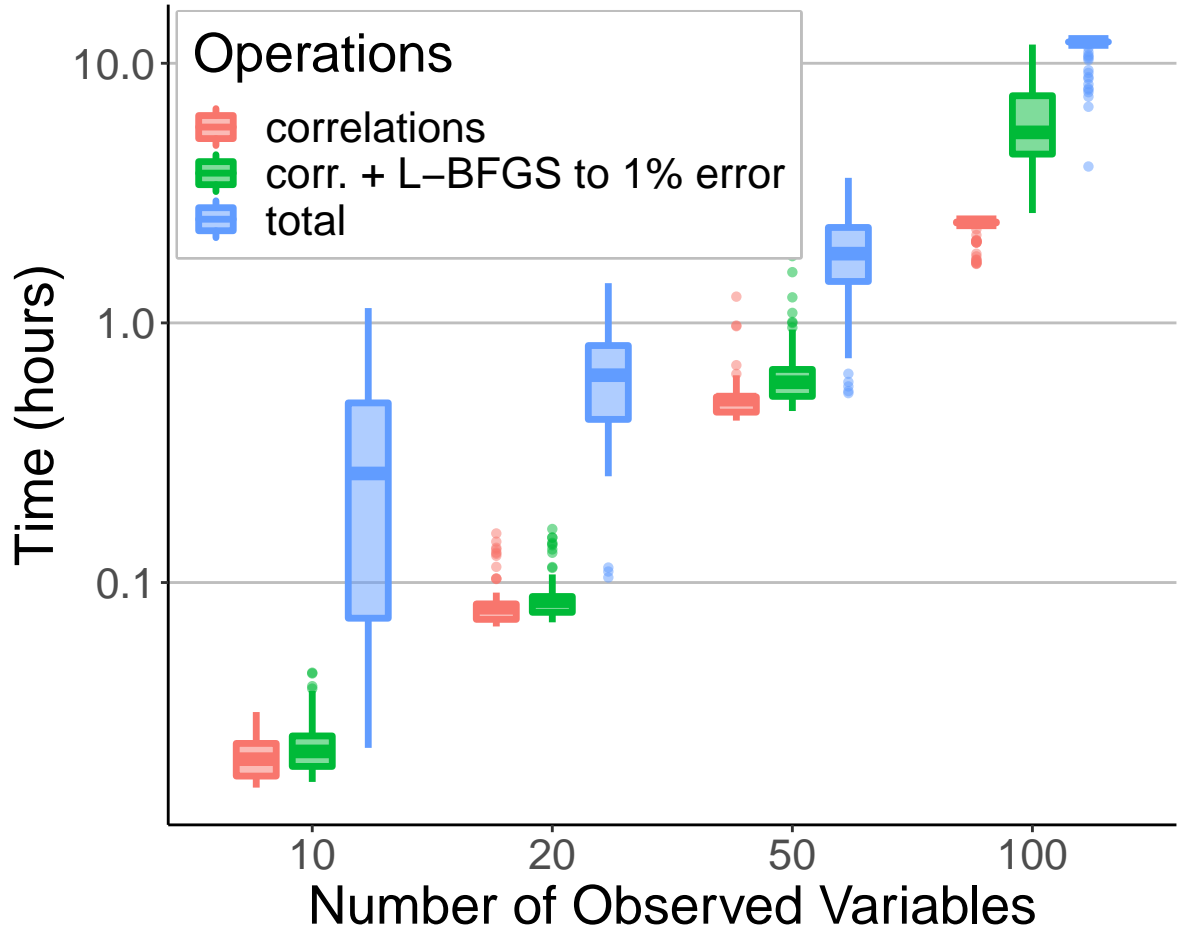 Operations
correlations
corr. + L−BFGS to 1% error
total
10.0
1.0
0.1
Time (hours)
10 20 50 100
Number of Observed Variables